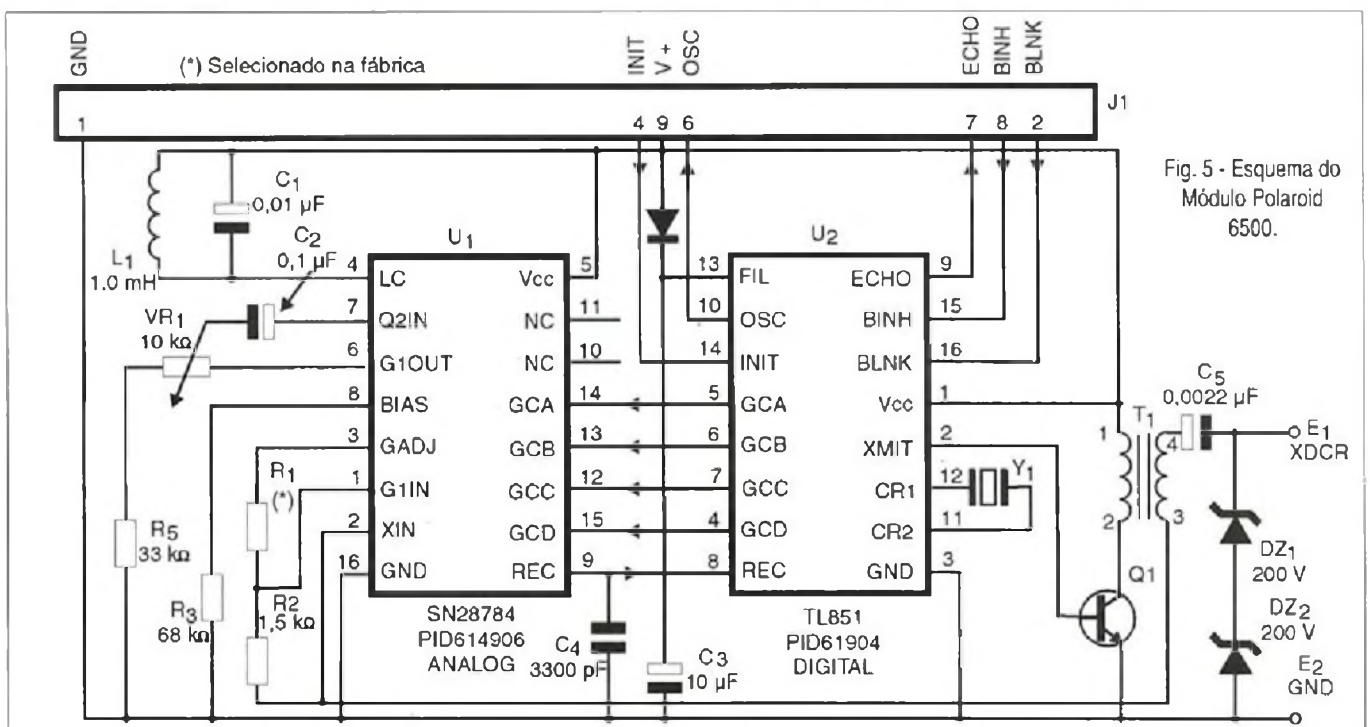 GND
(*) Selecionado na fábrica
INIT
V +
OSC
ECHO
BINH
BLNK
J1
1
4 9 6
7 8 2
Fig. 5 - Esquema do
Módulo Polaroid
6500.
C1
0,01 µF
C2
0,1 µF
L1
1.0 mH
VR1
10 kΩ
R5
33 kΩ
R3
68 kΩ
R1
(*)
R2
1,5 kΩ
U1
4 LC
7 Q2IN
6 G1OUT
8 BIAS
3 GADJ
1 G1IN
2 XIN
16 GND
Vcc 5
NC 11
NC 10
GCA 14
GCB 13
GCC 12
GCD 15
REC 9
SN28784
PID614906
ANALOG
C4
3300 pF
C3
10 µF
U2
13 FIL
10 OSC
14 INIT
5 GCA
6 GCB
7 GCC
4 GCD
8 REC
ECHO 9
BINH 15
BLNK 16
Vcc 1
XMIT 2
CR1 12
CR2 11
GND 3
TL851
PID61904
DIGITAL
Y1
Q1
T1
1
2
4
3
C5
0,0022 µF
E1
XDCR
DZ1
200 V
DZ2
200 V
E2
GND